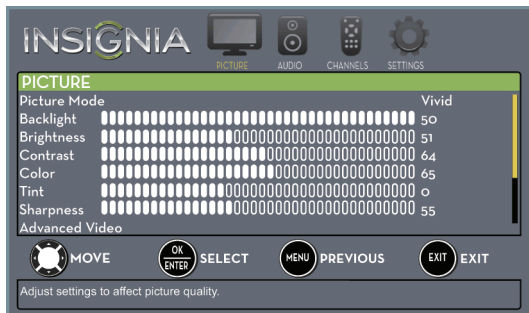 INSIGNIA
PICTURE AUDIO CHANNELS SETTINGS
PICTURE
Picture Mode Vivid
Backlight 50
Brightness 51
Contrast 64
Color 65
Tint 0
Sharpness 55
Advanced Video
MOVE OK ENTER SELECT MENU PREVIOUS EXIT EXIT
Adjust settings to affect picture quality.